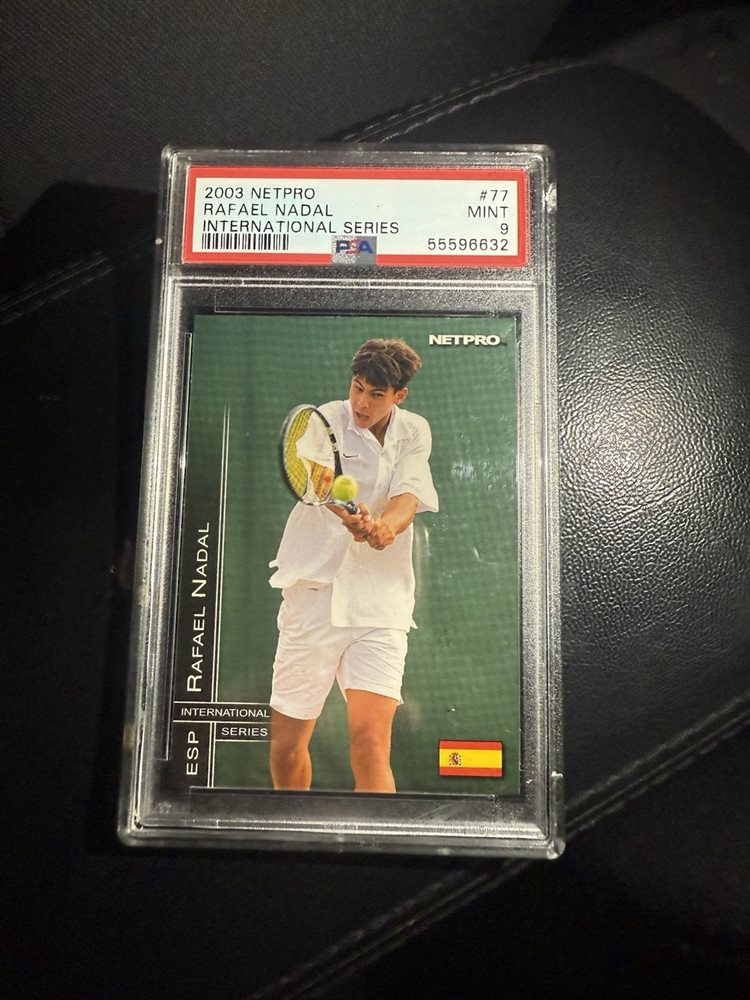 2003 NETPRO #77
RAFAEL NADAL MINT
INTERNATIONAL SERIES 9
PSA 55596632
NETPRO
RAFAEL NADAL
INTERNATIONAL
ESP SERIES